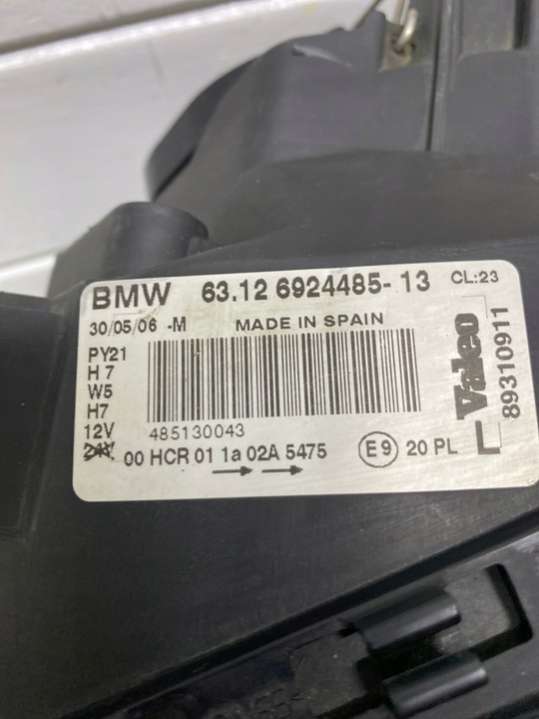 BMW 63.12 6924485-13 CL:23
30/05/06 -M MADE IN SPAIN
PY21
H7
W5
H7
12V 485130043
24V 00 HCR 01 1a 02A 5475 E9 20 PL
Valeo
89310911